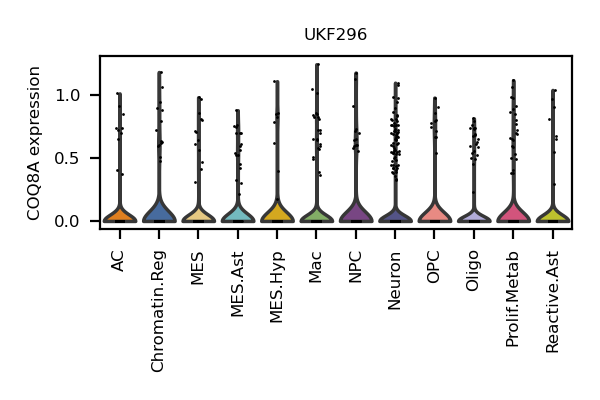 UKF296
COQ8A expression
1.0
0.5
0.0
AC
Chromatin.Reg
MES
MES.Ast
MES.Hyp
Mac
NPC
Neuron
OPC
Oligo
Prolif.Metab
Reactive.Ast